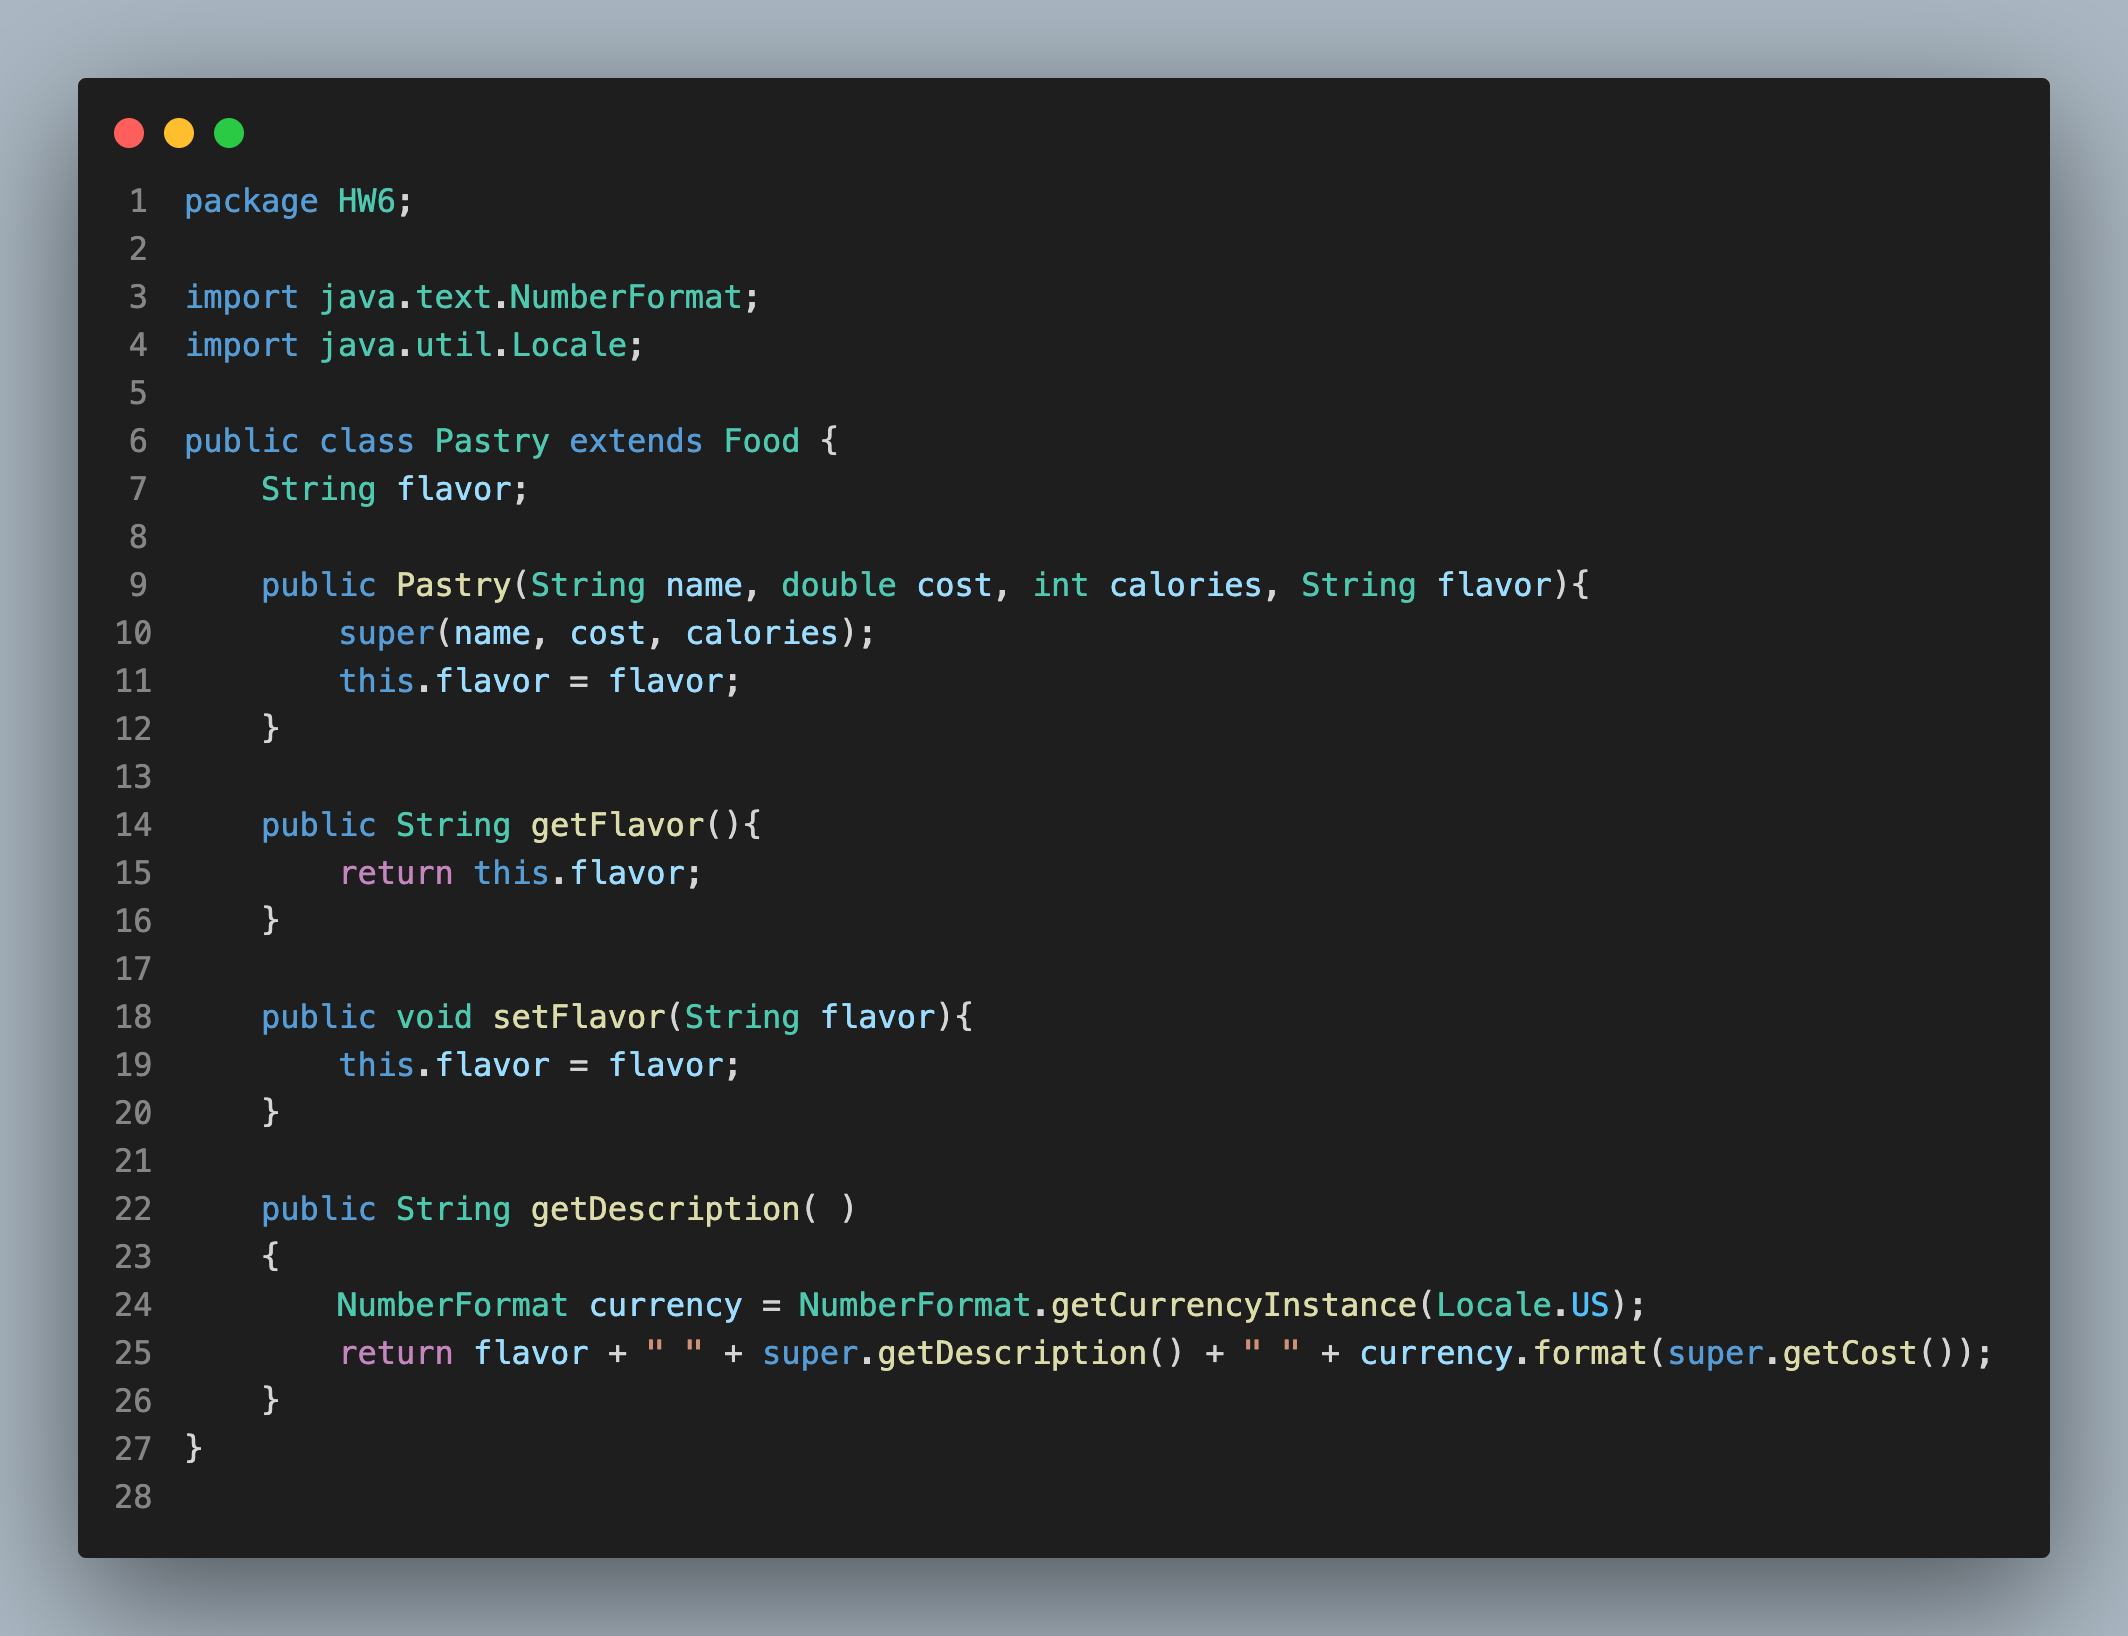 1 package HW6;
2
3 import java.text.NumberFormat;
4 import java.util.Locale;
5
6 public class Pastry extends Food {
7     String flavor;
8
9     public Pastry(String name, double cost, int calories, String flavor){
10         super(name, cost, calories);
11         this.flavor = flavor;
12     }
13
14     public String getFlavor(){
15         return this.flavor;
16     }
17
18     public void setFlavor(String flavor){
19         this.flavor = flavor;
20     }
21
22     public String getDescription( )
23     {
24         NumberFormat currency = NumberFormat.getCurrencyInstance(Locale.US);
25         return flavor + " " + super.getDescription() + " " + currency.format(super.getCost());
26     }
27 }
28